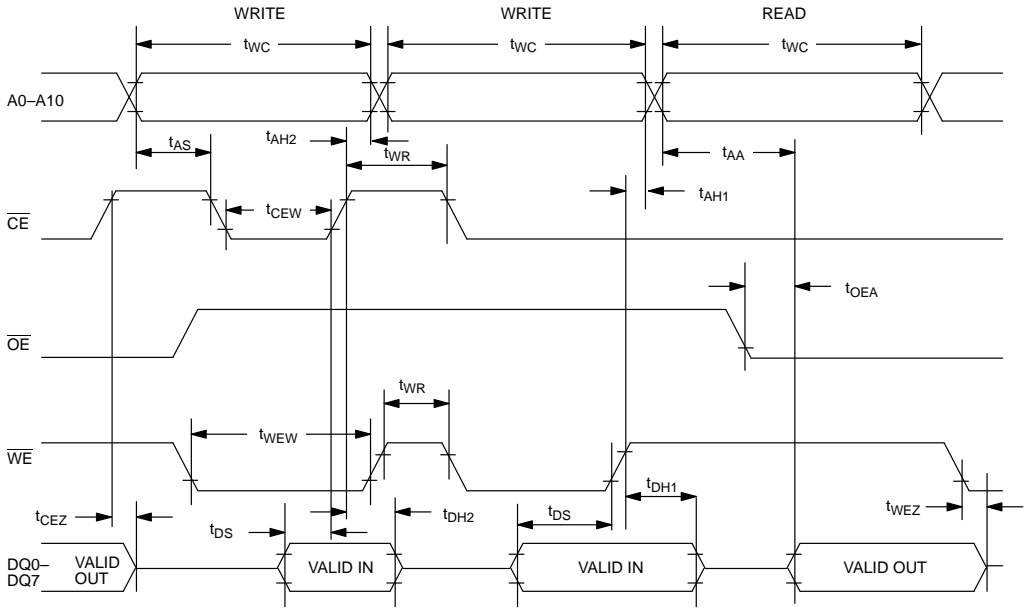 WRITE WRITE READ
tWC tWC tWC
A0–A10
tAS tAH2 tWR tAA
tAH1
CE tCEW
tOEA
OE
tWR
tWEW
WE
tDH1
tCEZ tDS tDH2 tDS tWEZ
DQ0–DQ7 VALID OUT VALID IN VALID IN VALID OUT